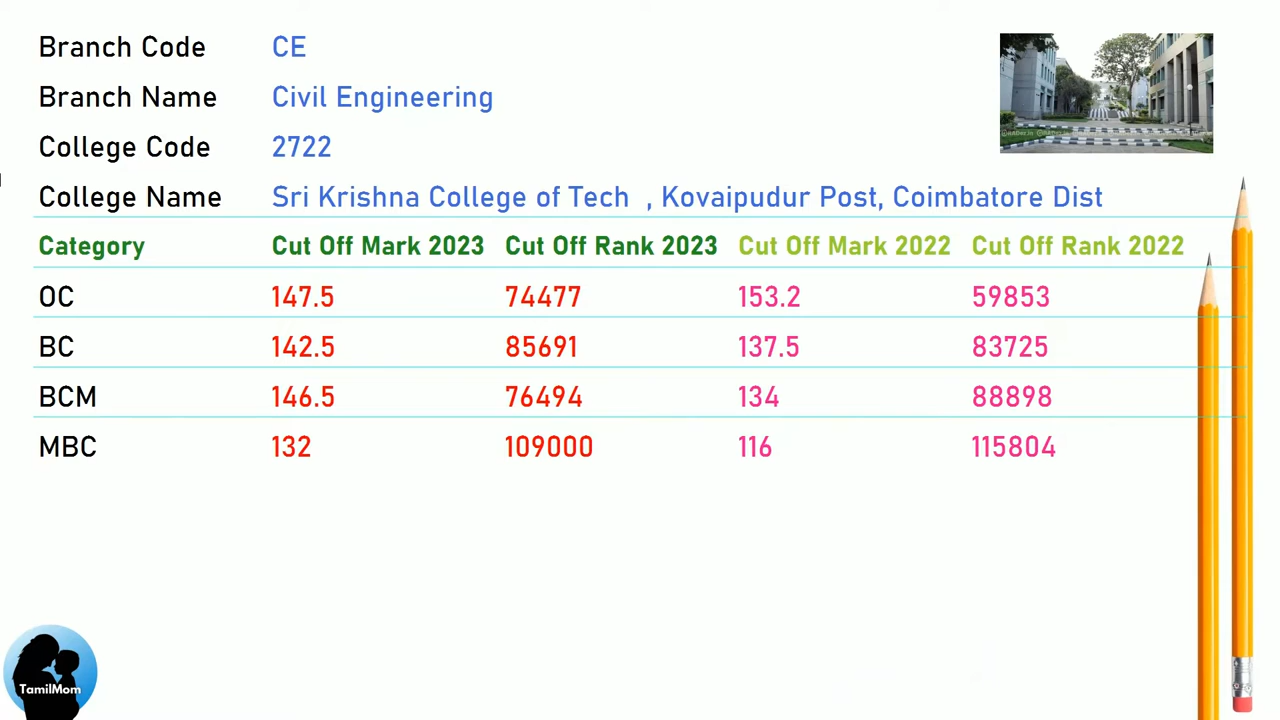 Branch Code CE
Branch Name Civil Engineering
College Code 2722
College Name Sri Krishna College of Tech , Kovaipudur Post, Coimbatore Dist
Category Cut Off Mark 2023 Cut Off Rank 2023 Cut Off Mark 2022 Cut Off Rank 2022
OC 147.5 74477 153.2 59853
BC 142.5 85691 137.5 83725
BCM 146.5 76494 134 88898
MBC 132 109000 116 115804
TamilMom